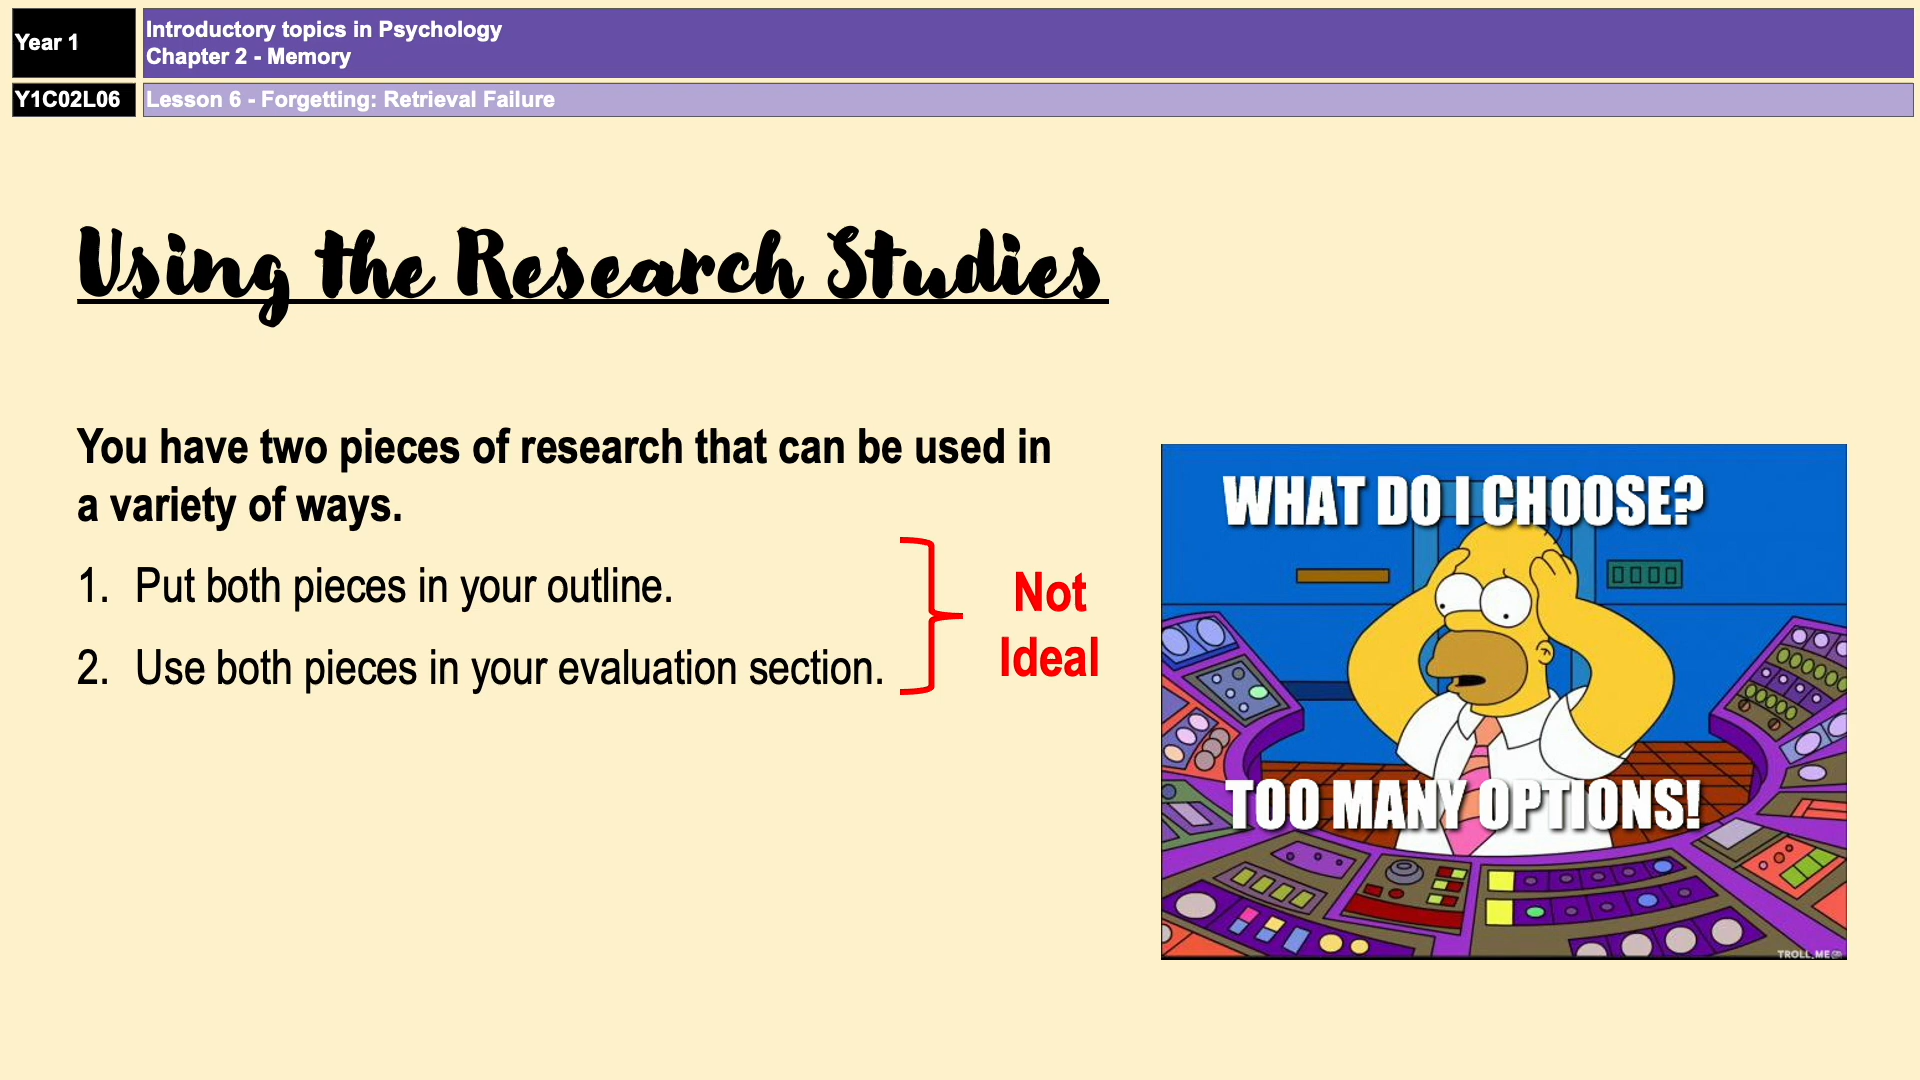 Year 1
Introductory topics in Psychology
Chapter 2 - Memory
Y1C02L06
Lesson 6 - Forgetting: Retrieval Failure
Using the Research Studies
You have two pieces of research that can be used in
a variety of ways.
1. Put both pieces in your outline.
2. Use both pieces in your evaluation section.
Not
Ideal
WHAT DO I CHOOSE?
TOO MANY OPTIONS!
TROLL.ME